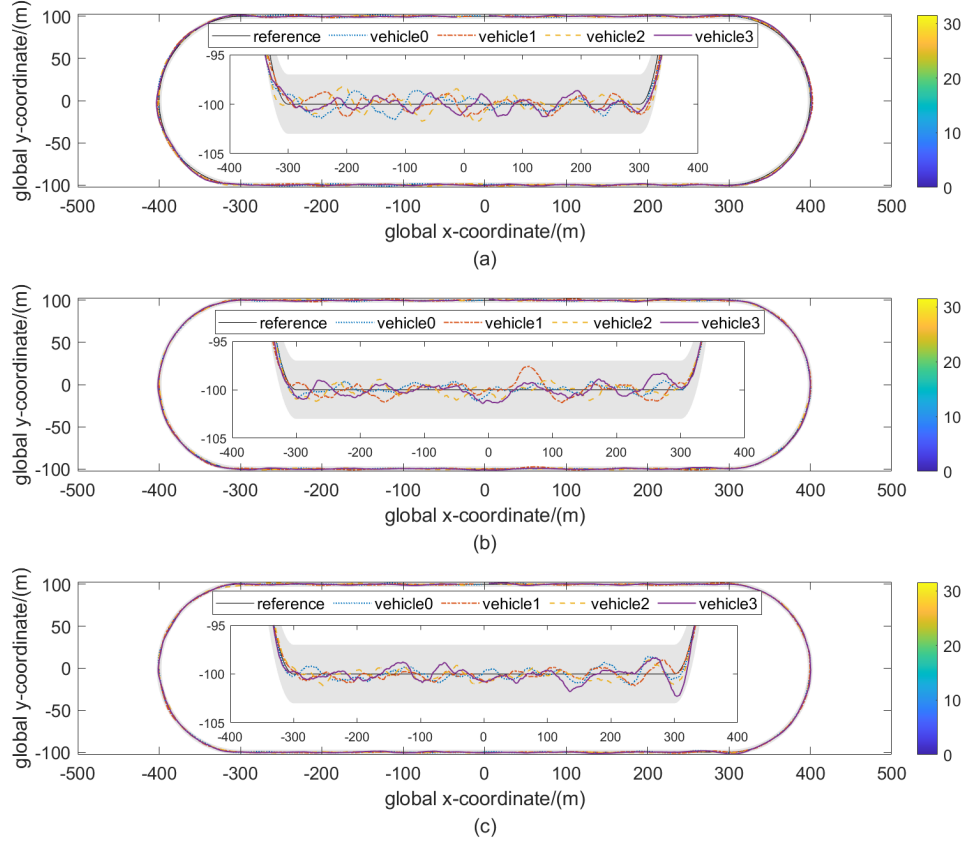 100
50
0
-50
-100
global y-coordinate/(m)
reference vehicle0 vehicle1 vehicle2 vehicle3
-95
-100
-105
-400 -300 -200 -100 0 100 200 300 400
-500 -400 -300 -200 -100 0 100 200 300 400 500
global x-coordinate/(m)
(a)
30
20
10
0
100
50
0
-50
-100
global y-coordinate/(m)
reference vehicle0 vehicle1 vehicle2 vehicle3
-95
-100
-105
-400 -300 -200 -100 0 100 200 300 400
-500 -400 -300 -200 -100 0 100 200 300 400 500
global x-coordinate/(m)
(b)
30
20
10
0
100
50
0
-50
-100
global y-coordinate/(m)
reference vehicle0 vehicle1 vehicle2 vehicle3
-95
-100
-105
-400 -300 -200 -100 0 100 200 300 400
-500 -400 -300 -200 -100 0 100 200 300 400 500
global x-coordinate/(m)
(c)
30
20
10
0